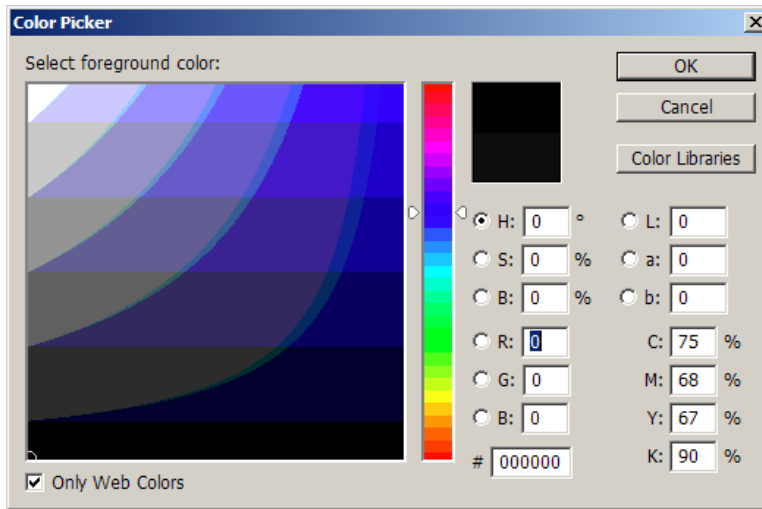 Color Picker
Select foreground color:
OK
Cancel
Color Libraries
H: 0 °
L: 0
S: 0 %
a: 0
B: 0 %
b: 0
R: 0
C: 75 %
G: 0
M: 68 %
B: 0
Y: 67 %
# 000000
K: 90 %
Only Web Colors